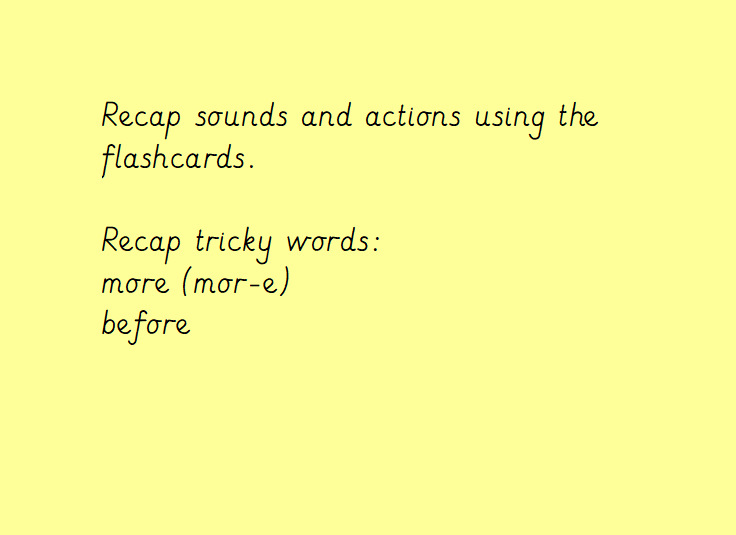 Recap sounds and actions using the
flashcards.
Recap tricky words:
more (mor-e)
before